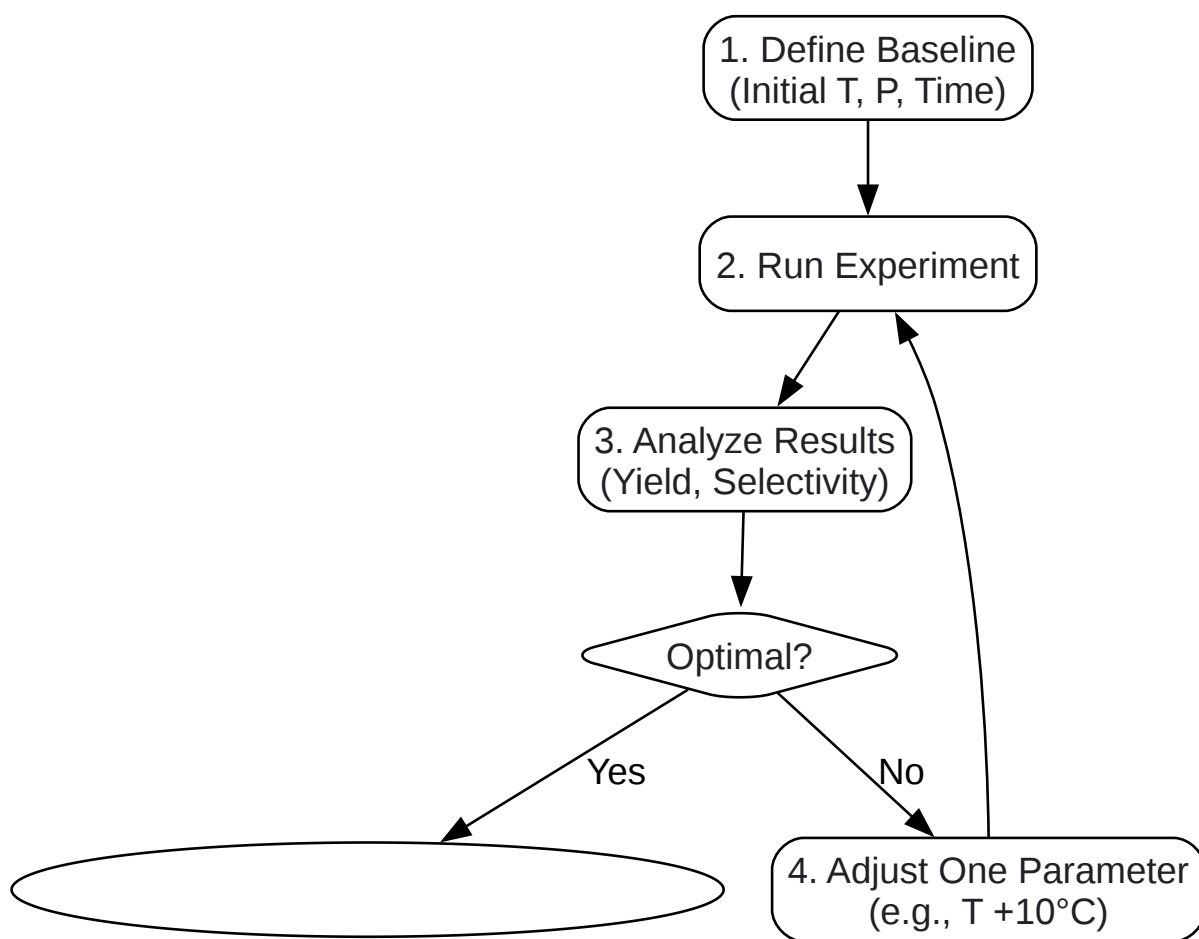 1. Define Baseline
(Initial T, P, Time)
2. Run Experiment
3. Analyze Results
(Yield, Selectivity)
Optimal?
Yes
No
4. Adjust One Parameter
(e.g., T +10°C)